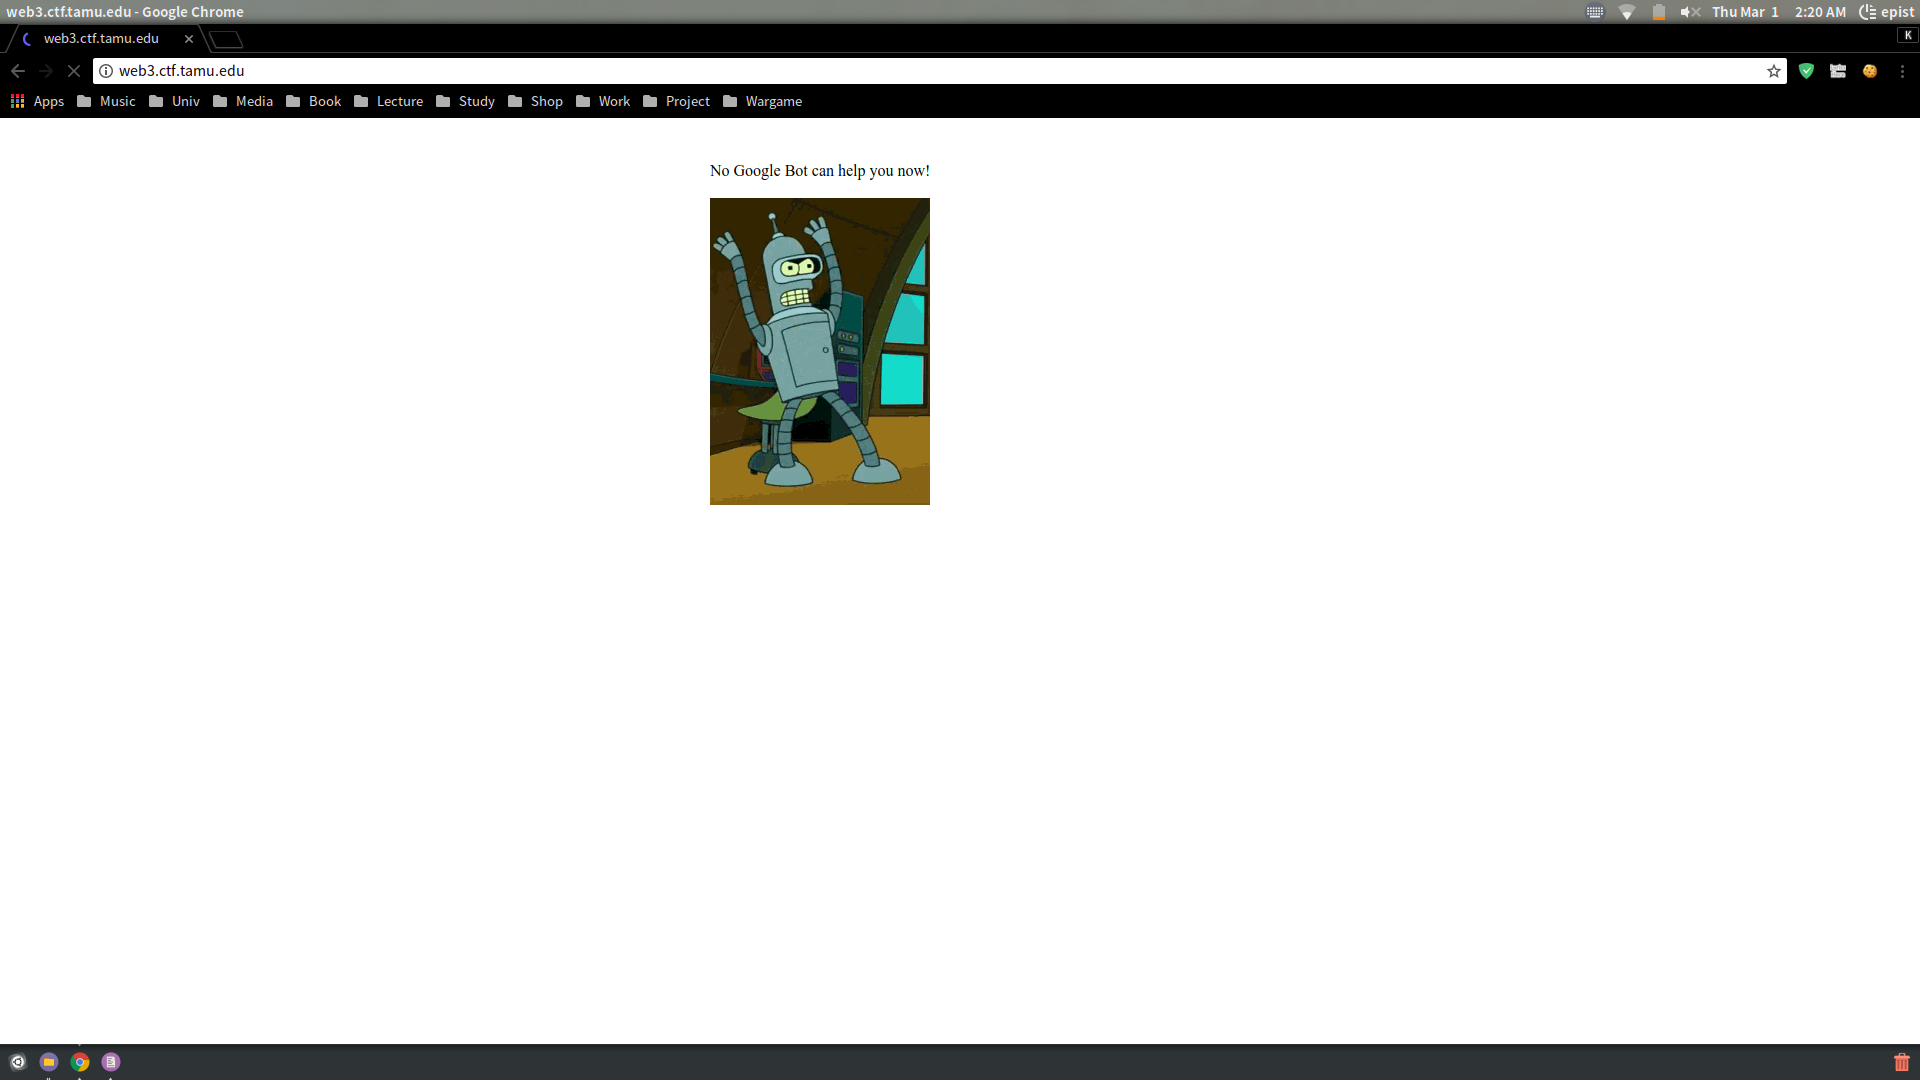 web3.ctf.tamu.edu - Google Chrome
Thu Mar 1 2:20 AM epist
web3.ctf.tamu.edu
K
web3.ctf.tamu.edu
Apps Music Univ Media Book Lecture Study Shop Work Project Wargame
No Google Bot can help you now!